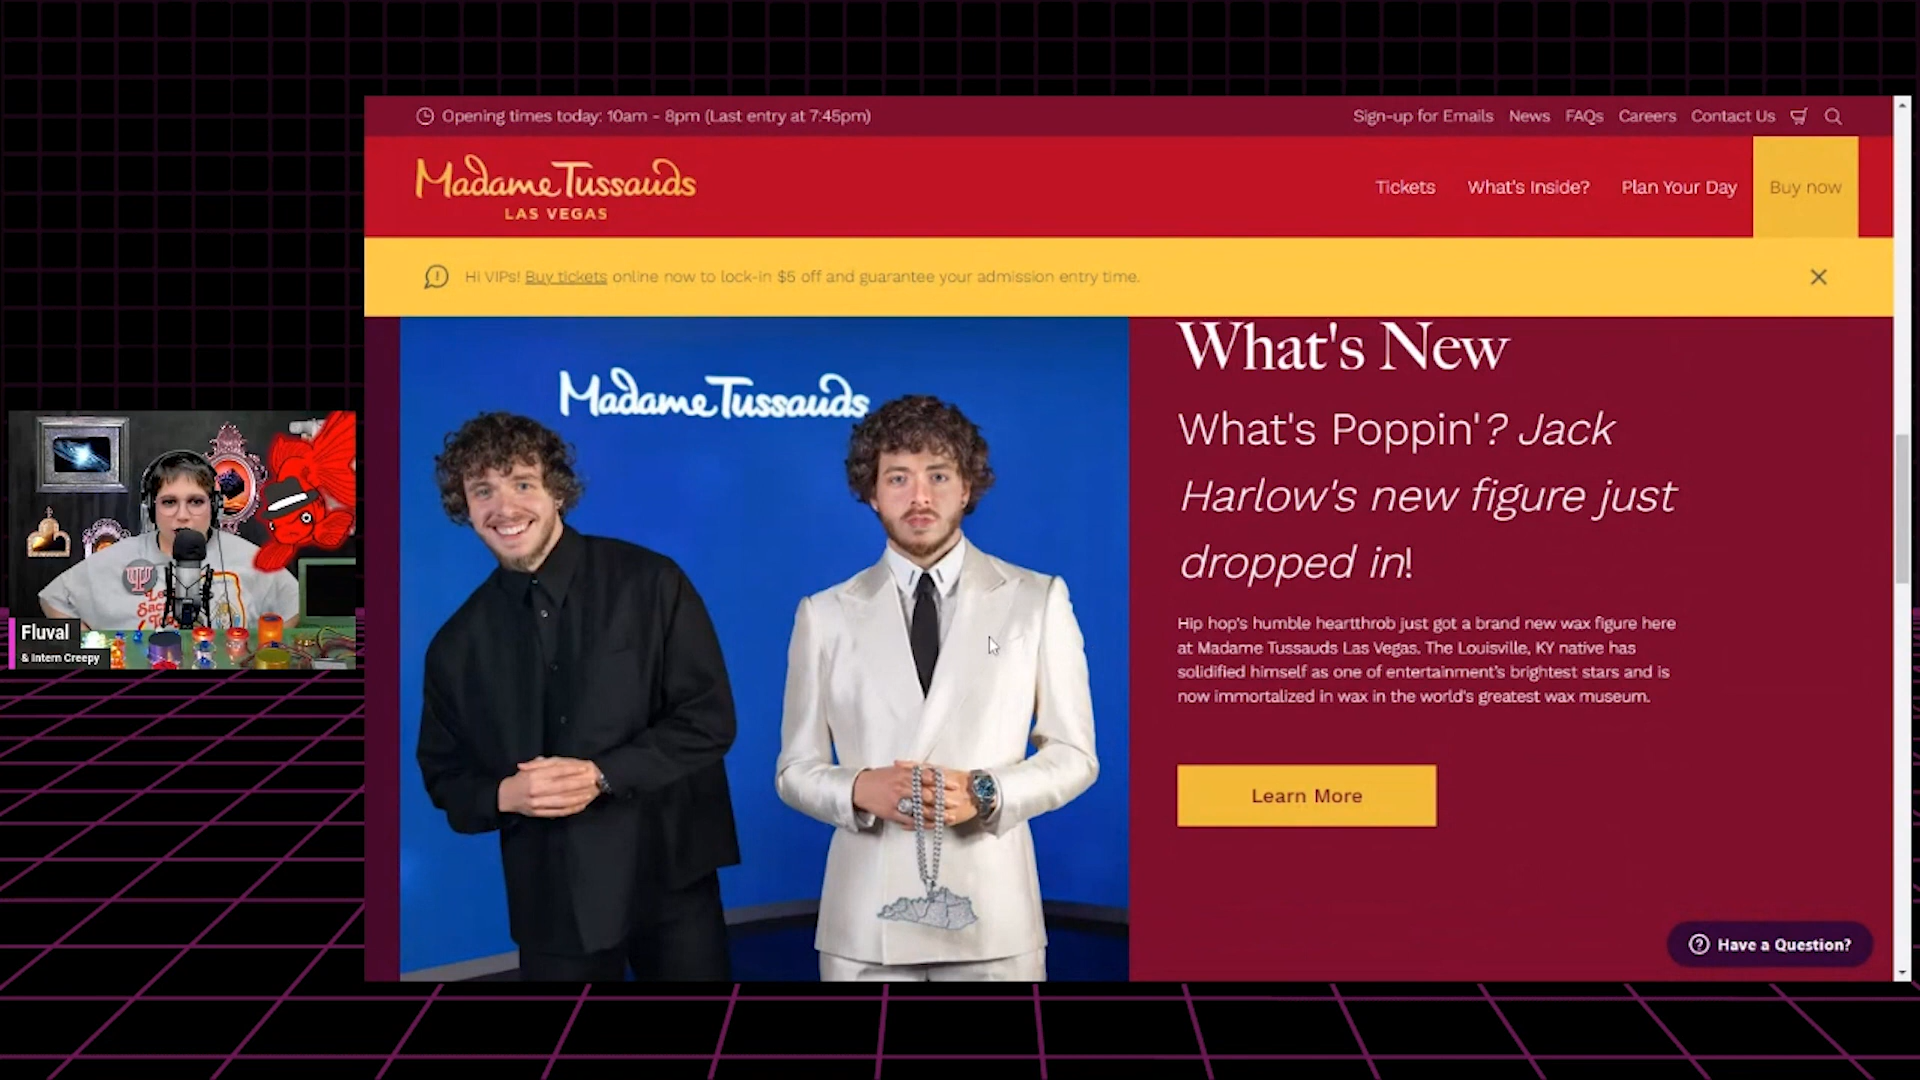 Opening times today: 10am - 8pm (Last entry at 7:45pm)
Sign-up for Emails News FAQs Careers Contact Us
Madame Tussauds
LAS VEGAS
Tickets What's Inside? Plan Your Day Buy now
Hi VIPs! Buy tickets online now to lock-in $5 off and guarantee your admission entry time.
Madame Tussauds
What's New
What's Poppin'? Jack
Harlow's new figure just
dropped in!
Hip hop's humble heartthrob just got a brand new wax figure here
at Madame Tussauds Las Vegas. The Louisville, KY native has
solidified himself as one of entertainment's brightest stars and is
now immortalized in wax in the world's greatest wax museum.
Learn More
Have a Question?
Fluval
& Intern Creepy